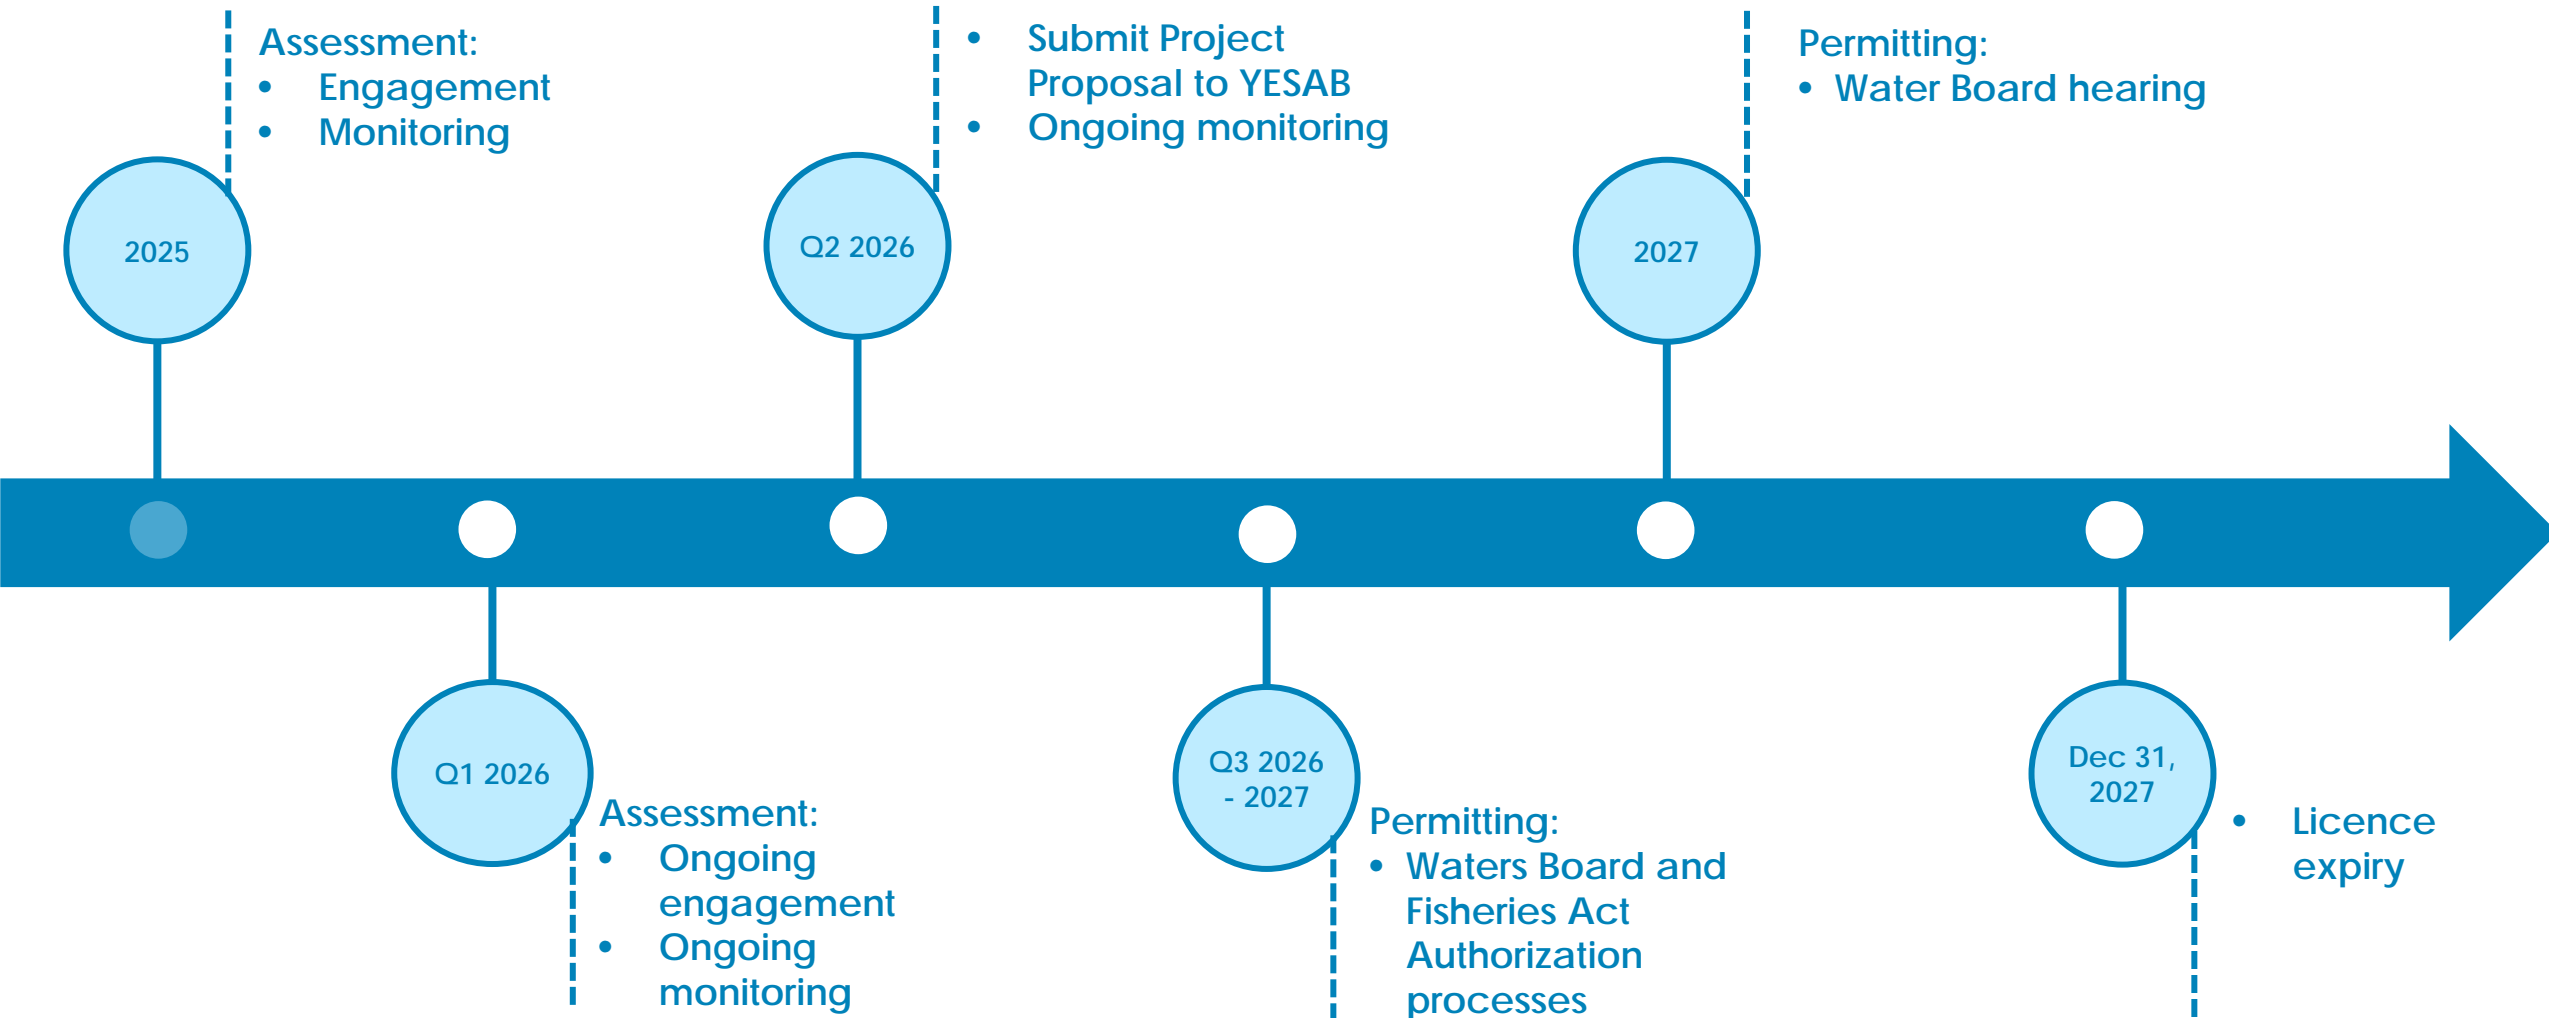 Assessment:
• Engagement
• Monitoring
2025
• Submit Project
Proposal to YESAB
• Ongoing monitoring
Q2 2026
Permitting:
• Water Board hearing
2027
Q1 2026
Assessment:
• Ongoing
engagement
• Ongoing
monitoring
Q3 2026
- 2027
Permitting:
• Waters Board and
Fisheries Act
Authorization
processes
Dec 31,
2027
• Licence
expiry